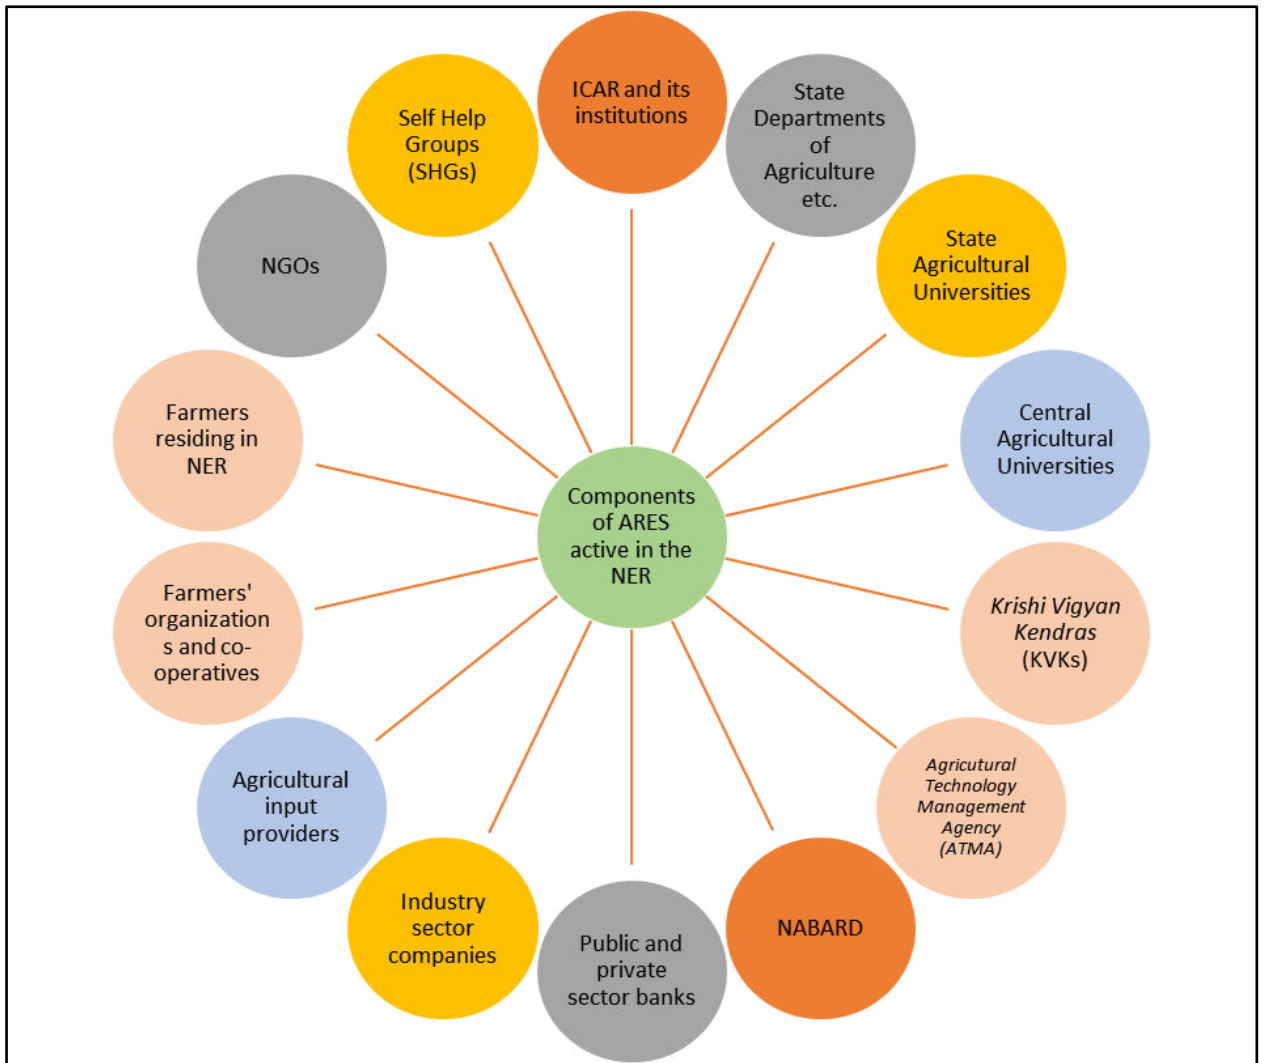 ICAR and its
institutions
State
Departments
of
Agriculture
etc.
State
Agricultural
Universities
Central
Agricultural
Universities
Krishi Vigyan
Kendras
(KVKs)
Agricutural
Technology
Management
Agency
(ATMA)
NABARD
Public and
private
sector banks
Industry
sector
companies
Agricultural
input
providers
Farmers'
organization
s and co-
operatives
Farmers
residing in
NER
NGOs
Self Help
Groups
(SHGs)
Components
of ARES
active in the
NER